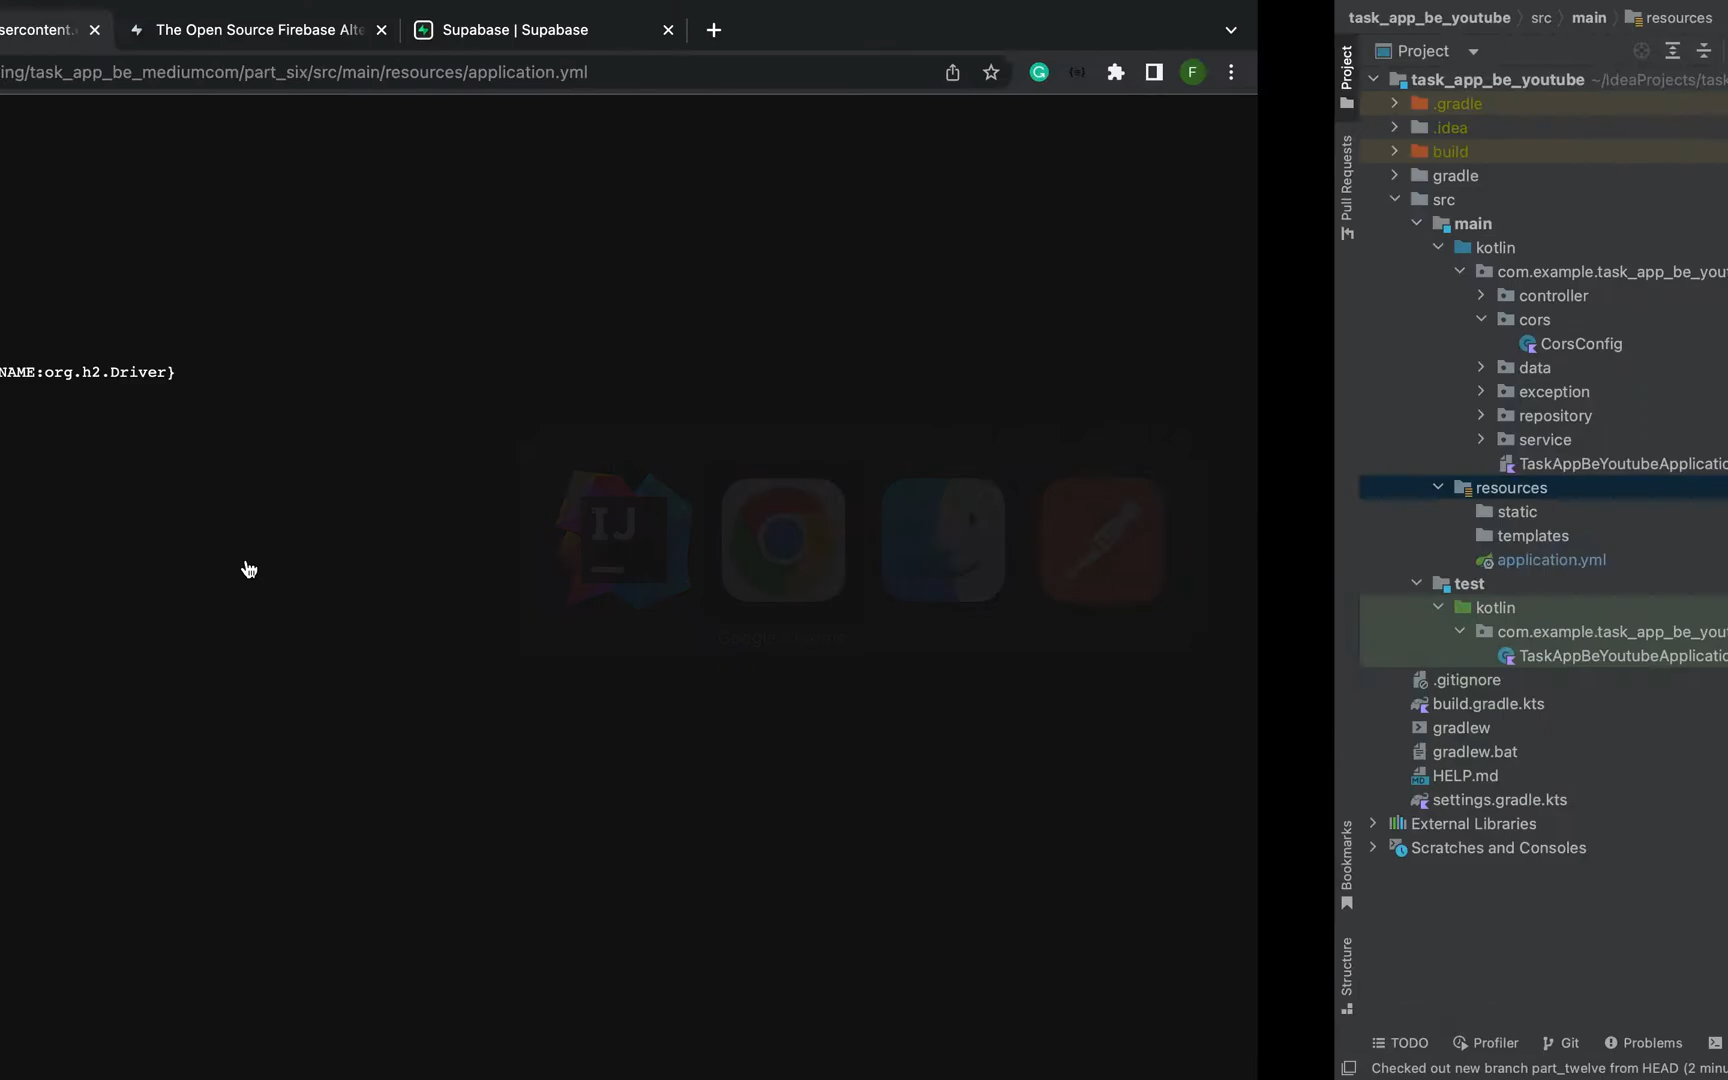 sercontent.
The Open Source Firebase Alte
Supabase | Supabase
ing/task_app_be_mediumcom/part_six/src/main/resources/application.yml
G
F
NAME:org.h2.Driver}
IJ
Google Chrome
task_app_be_youtube src main resources
Project
Project
Pull Requests
Bookmarks
Structure
task_app_be_youtube ~/IdeaProjects/task
.gradle
.idea
build
gradle
src
main
kotlin
com.example.task_app_be_you
controller
cors
CorsConfig
data
exception
repository
service
TaskAppBeYoutubeApplicatio
resources
static
templates
application.yml
test
kotlin
com.example.task_app_be_you
TaskAppBeYoutubeApplicatio
.gitignore
build.gradle.kts
gradlew
gradlew.bat
HELP.md
settings.gradle.kts
External Libraries
Scratches and Consoles
TODO Profiler Git Problems
Checked out new branch part_twelve from HEAD (2 minu